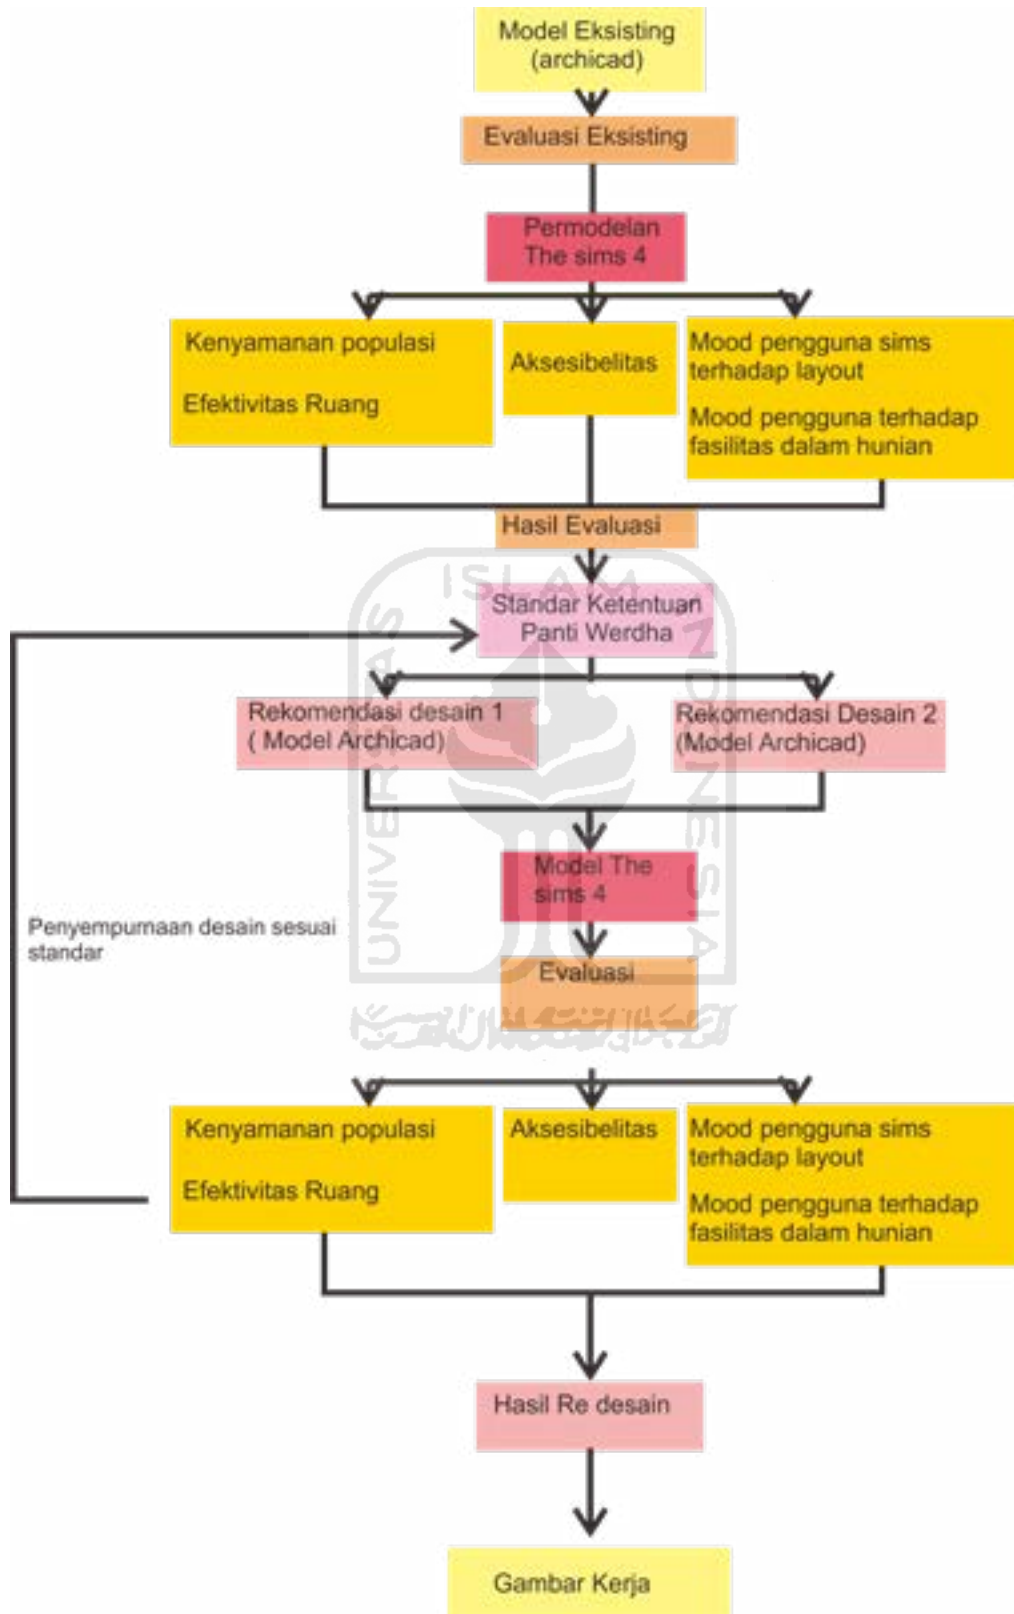 Model Eksisting
(archicad)
Evaluasi Eksisting
Permodelan
The sims 4
Kenyamanan populasi
Efektivitas Ruang
Aksesibelitas
Mood pengguna sims
terhadap layout
Mood pengguna terhadap
fasilitas dalam hunian
Hasil Evaluasi
UNIVERSITAS ISLAM INDONESIA
Standar Ketentuan
Panti Werdha
Rekomendasi desain 1
( Model Archicad)
Rekomendasi Desain 2
(Model Archicad)
Model The
sims 4
Penyempurnaan desain sesuai
standar
Evaluasi
Kenyamanan populasi
Efektivitas Ruang
Aksesibelitas
Mood pengguna sims
terhadap layout
Mood pengguna terhadap
fasilitas dalam hunian
Hasil Re desain
Gambar Kerja